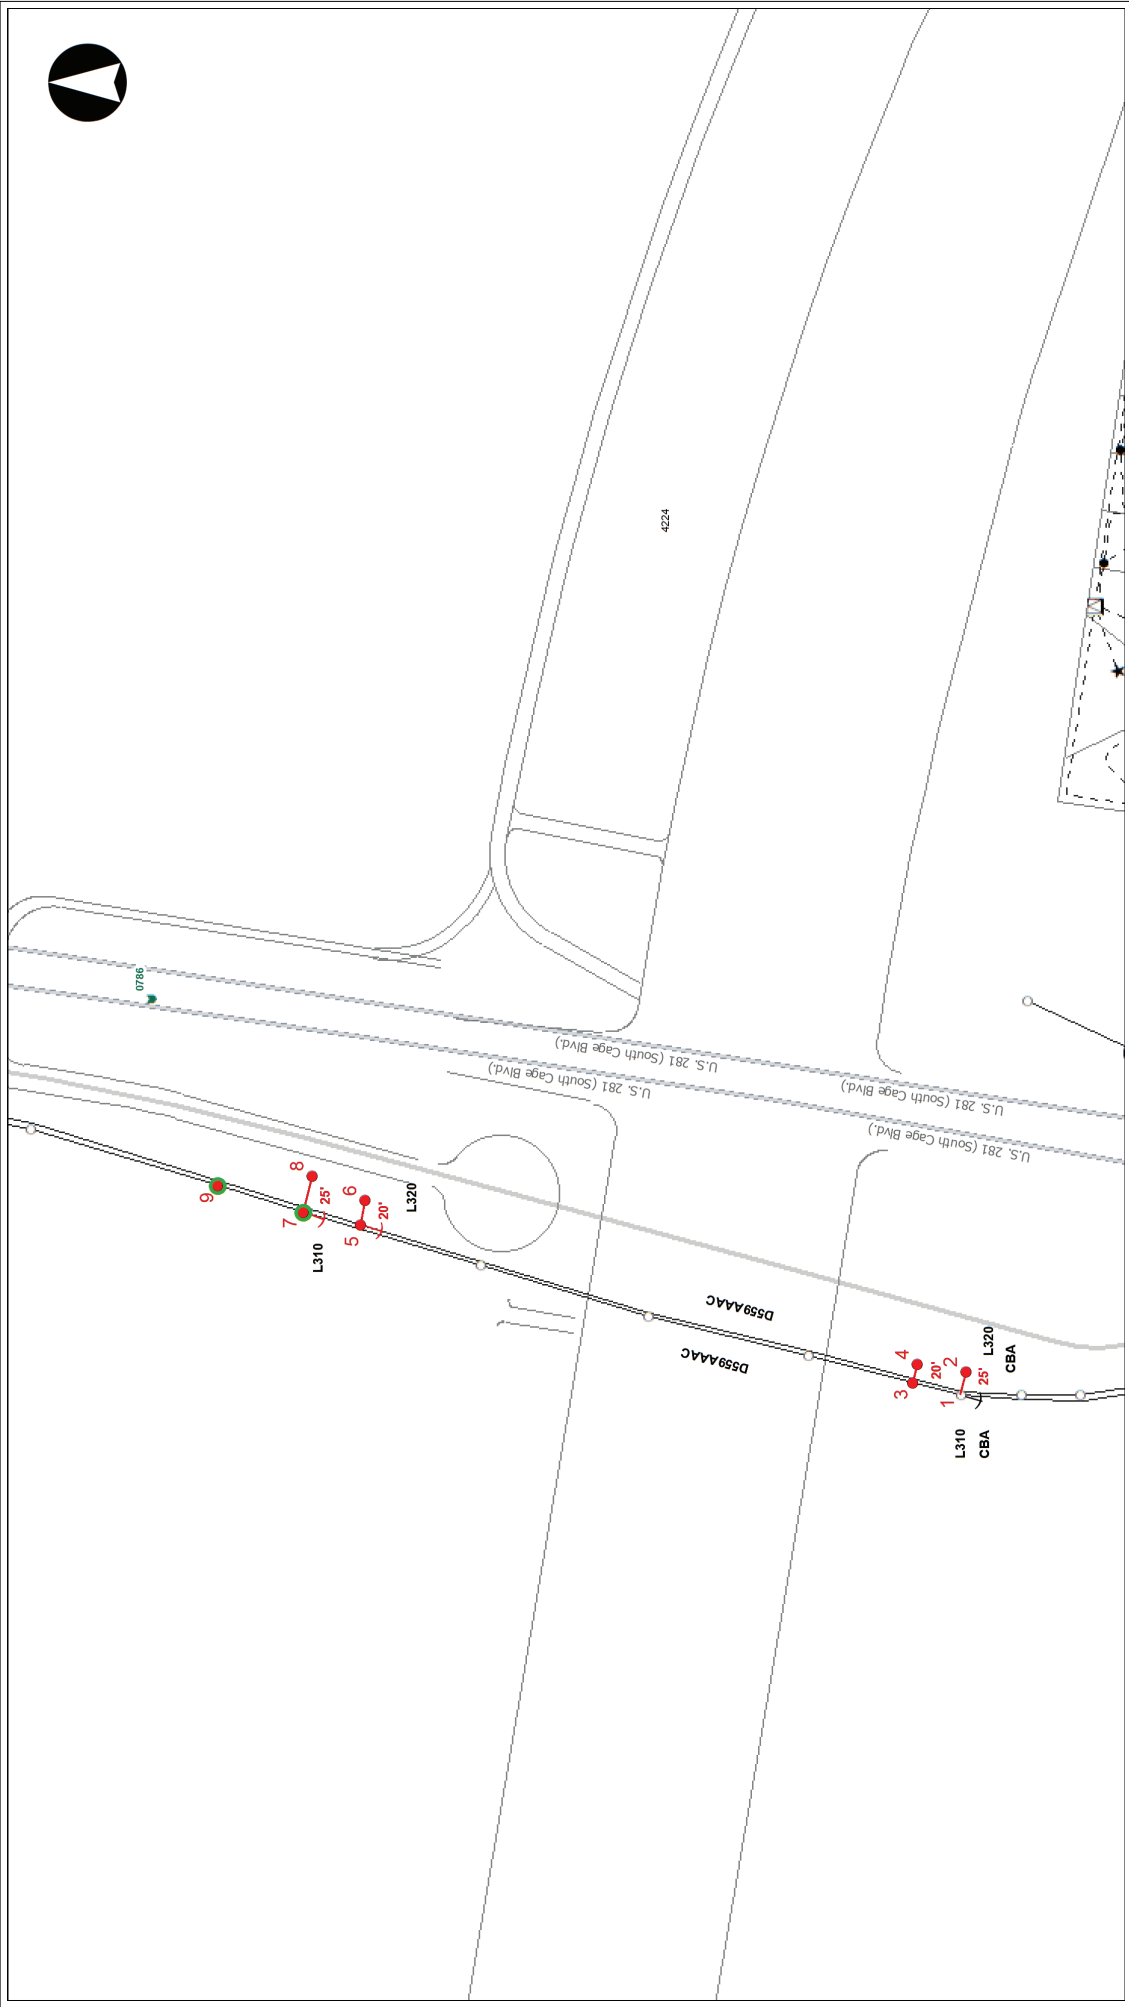 4224
0786
U.S. 281 (South Cage Blvd.)
U.S. 281 (South Cage Blvd.)
U.S. 281 (South Cage Blvd.)
U.S. 281 (South Cage Blvd.)
9
8
7
25'
L310
6
5
20'
L320
D559AAAC
D559AAAC
4
3
20'
2
1
25'
L320
CBA
L310
CBA